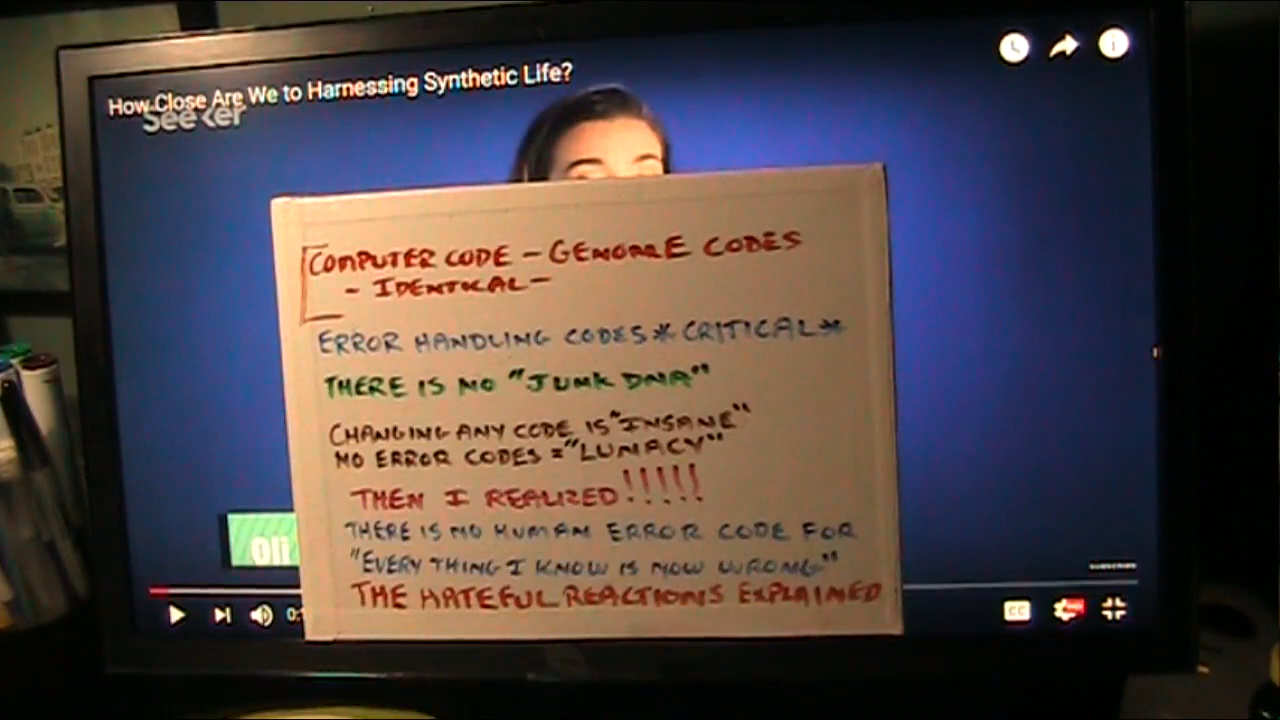 How Close Are We to Harnessing Synthetic Life?
Seeker
COMPUTER CODE - GENOME CODES
- IDENTICAL -
ERROR HANDLING CODES * CRITICAL *
THERE IS NO "JUNK DNA"
CHANGING ANY CODE IS "INSANE"
NO ERROR CODES = "LUNACY"
THEN I REALIZED!!!!!
THERE IS NO HUMAN ERROR CODE FOR
"EVERY THING I KNOW IS NOW WRONG"
THE HATEFUL REACTIONS EXPLAINED
Oli
0:
CC